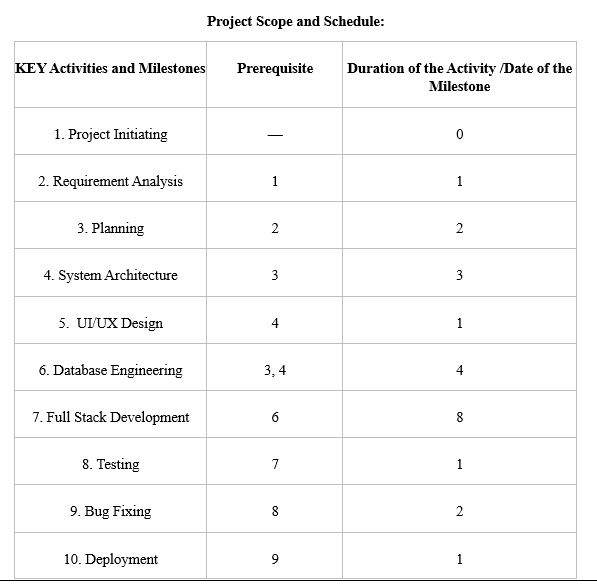 Project Scope and Schedule:
KEY Activities and Milestones Prerequisite Duration of the Activity /Date of the
Milestone
1. Project Initiating — 0
2. Requirement Analysis 1 1
3. Planning 2 2
4. System Architecture 3 3
5. UI/UX Design 4 1
6. Database Engineering 3, 4 4
7. Full Stack Development 6 8
8. Testing 7 1
9. Bug Fixing 8 2
10. Deployment 9 1